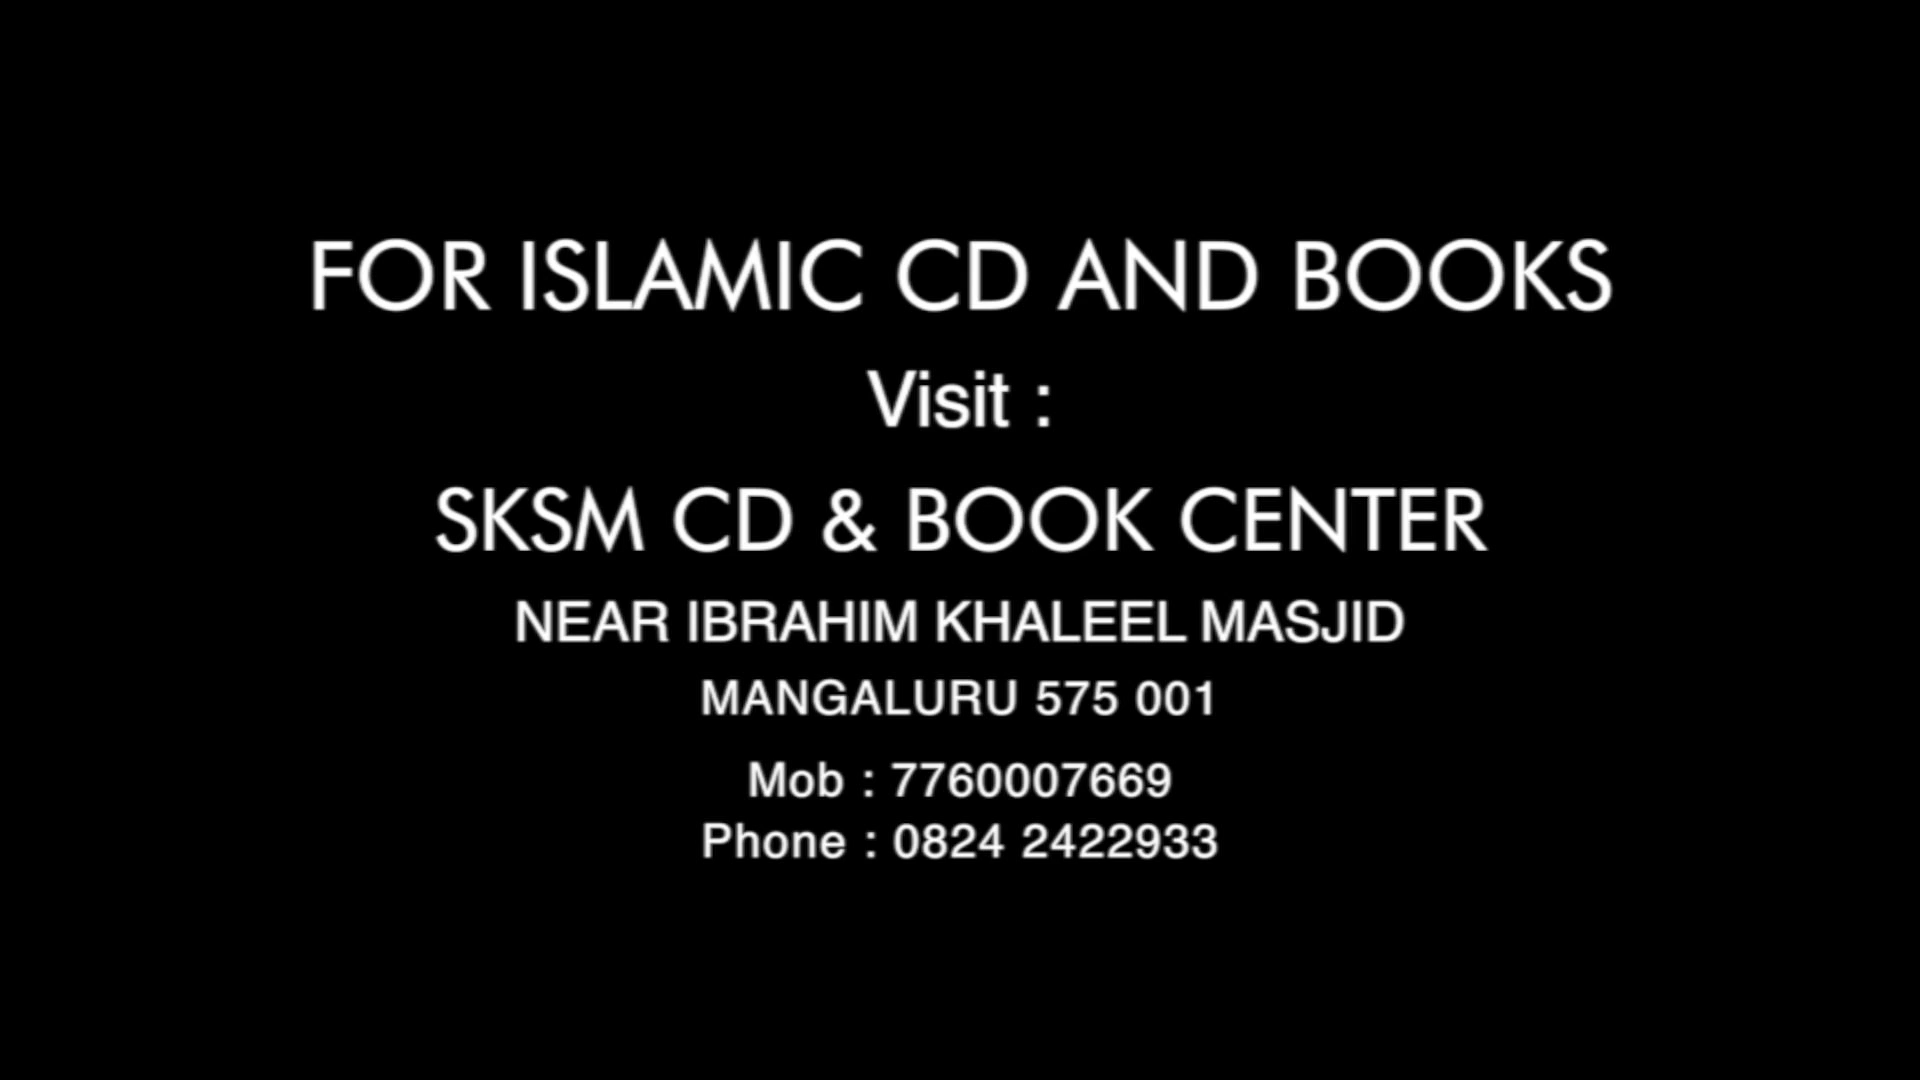 FOR ISLAMIC CD AND BOOKS
Visit :
SKSM CD & BOOK CENTER
NEAR IBRAHIM KHALEEL MASJID
MANGALURU 575 001
Mob : 7760007669
Phone : 0824 2422933